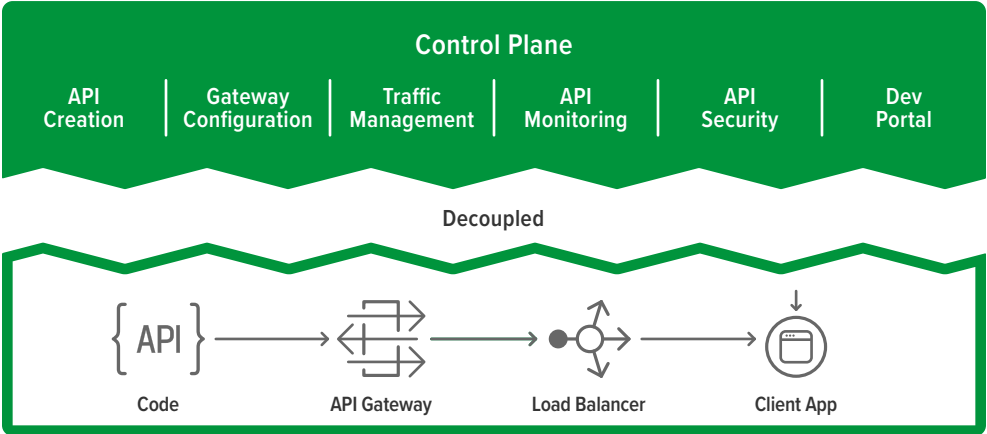 Control Plane
API
Creation
Gateway
Configuration
Traffic
Management
API
Monitoring
API
Security
Dev
Portal
Decoupled
{API}
Code
API Gateway
Load Balancer
Client App